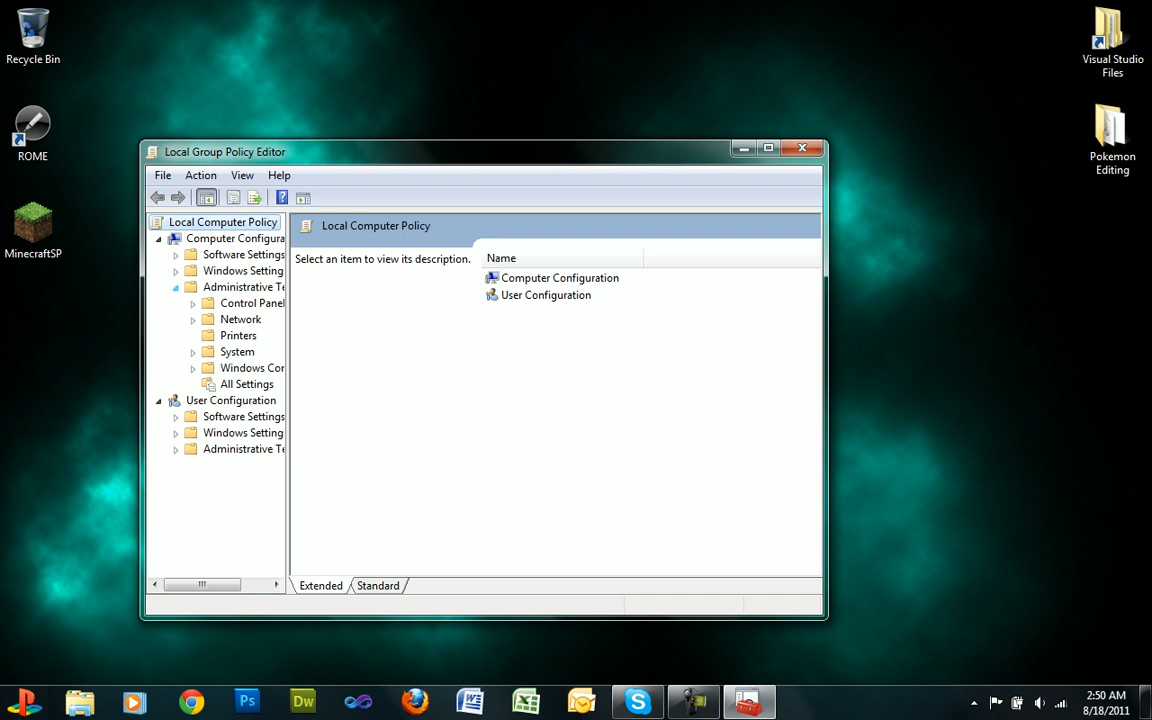 Recycle Bin
ROME
MinecraftSP
Visual Studio
Files
Pokemon
Editing
Local Group Policy Editor
File Action View Help
Local Computer Policy
Computer Configura
Software Settings
Windows Setting
Administrative Te
Control Panel
Network
Printers
System
Windows Cor
All Settings
User Configuration
Software Settings
Windows Setting
Administrative Te
Local Computer Policy
Select an item to view its description.
Name
Computer Configuration
User Configuration
Extended Standard
Ps
Dw
2:50 AM
8/18/2011